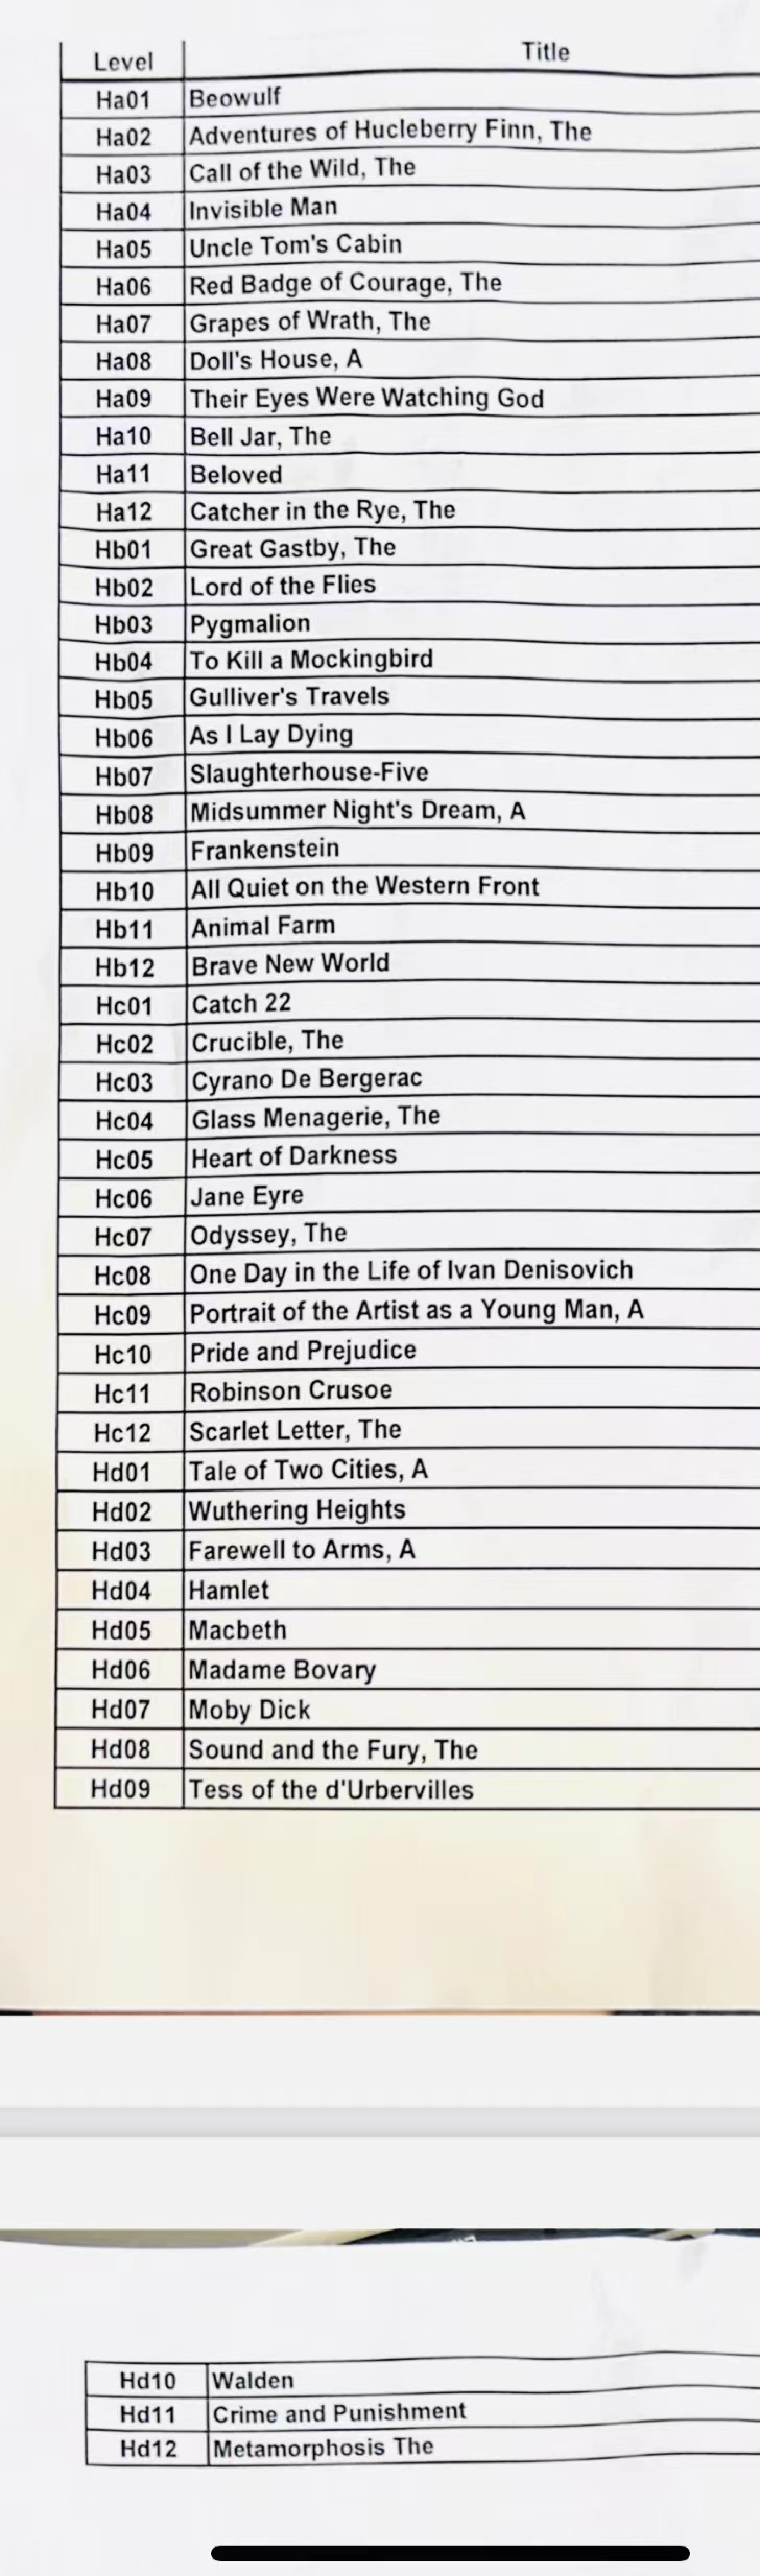 Level Title
Ha01 Beowulf
Ha02 Adventures of Hucleberry Finn, The
Ha03 Call of the Wild, The
Ha04 Invisible Man
Ha05 Uncle Tom's Cabin
Ha06 Red Badge of Courage, The
Ha07 Grapes of Wrath, The
Ha08 Doll's House, A
Ha09 Their Eyes Were Watching God
Ha10 Bell Jar, The
Ha11 Beloved
Ha12 Catcher in the Rye, The
Hb01 Great Gastby, The
Hb02 Lord of the Flies
Hb03 Pygmalion
Hb04 To Kill a Mockingbird
Hb05 Gulliver's Travels
Hb06 As I Lay Dying
Hb07 Slaughterhouse-Five
Hb08 Midsummer Night's Dream, A
Hb09 Frankenstein
Hb10 All Quiet on the Western Front
Hb11 Animal Farm
Hb12 Brave New World
Hc01 Catch 22
Hc02 Crucible, The
Hc03 Cyrano De Bergerac
Hc04 Glass Menagerie, The
Hc05 Heart of Darkness
Hc06 Jane Eyre
Hc07 Odyssey, The
Hc08 One Day in the Life of Ivan Denisovich
Hc09 Portrait of the Artist as a Young Man, A
Hc10 Pride and Prejudice
Hc11 Robinson Crusoe
Hc12 Scarlet Letter, The
Hd01 Tale of Two Cities, A
Hd02 Wuthering Heights
Hd03 Farewell to Arms, A
Hd04 Hamlet
Hd05 Macbeth
Hd06 Madame Bovary
Hd07 Moby Dick
Hd08 Sound and the Fury, The
Hd09 Tess of the d'Urbervilles
Hd10 Walden
Hd11 Crime and Punishment
Hd12 Metamorphosis The